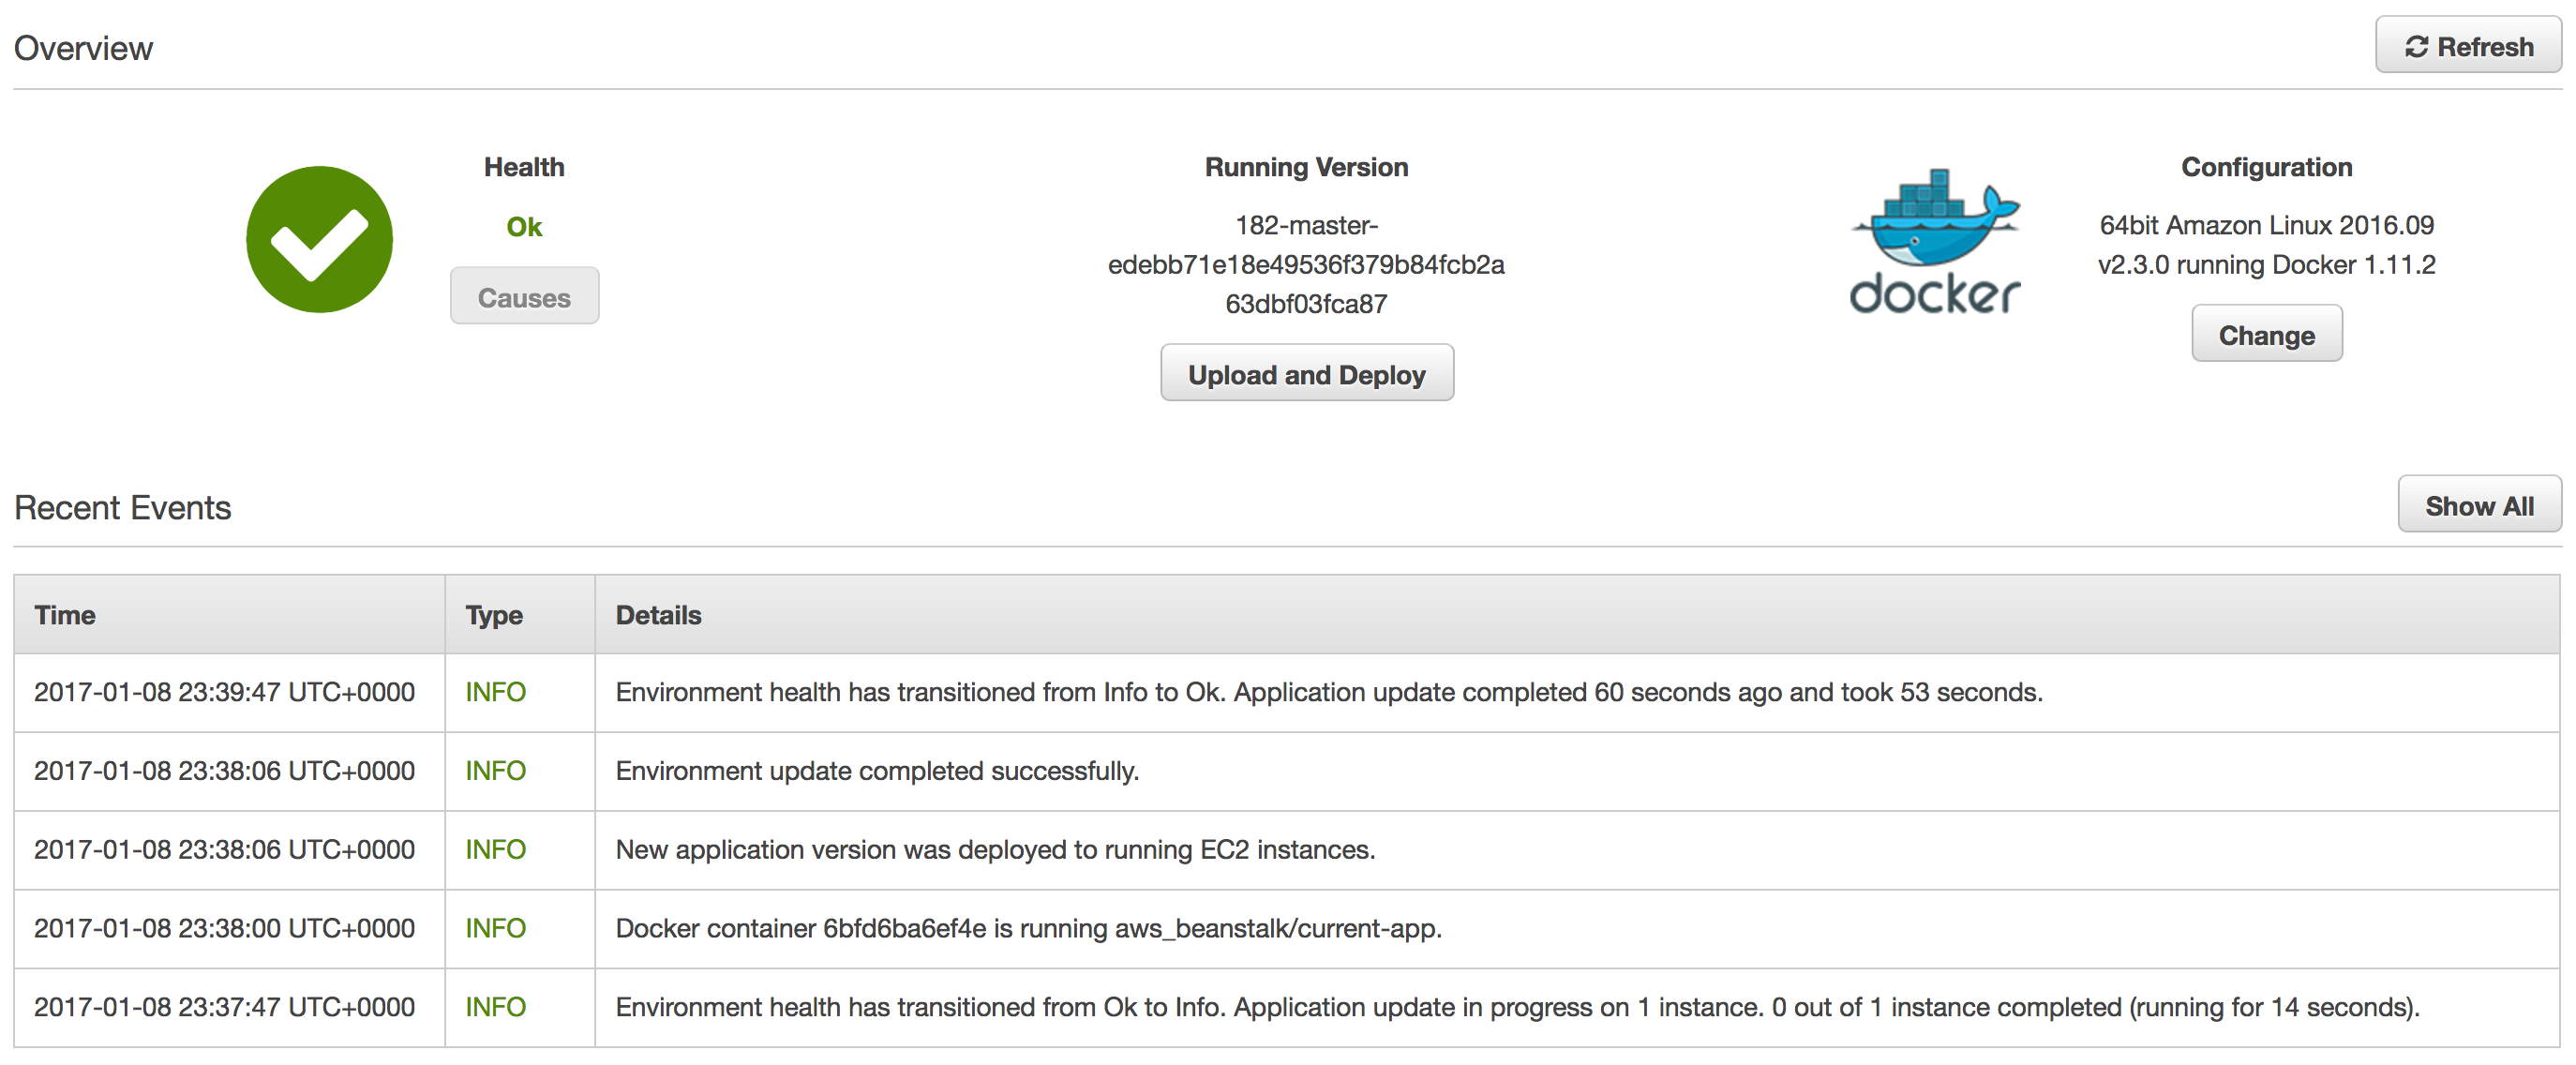 Overview
Refresh
Health
Ok
Causes
Running Version
182-master-
edebb71e18e49536f379b84fcb2a
63dbf03fca87
Upload and Deploy
docker
Configuration
64bit Amazon Linux 2016.09
v2.3.0 running Docker 1.11.2
Change
Recent Events
Show All
Time Type Details
2017-01-08 23:39:47 UTC+0000 INFO Environment health has transitioned from Info to Ok. Application update completed 60 seconds ago and took 53 seconds.
2017-01-08 23:38:06 UTC+0000 INFO Environment update completed successfully.
2017-01-08 23:38:06 UTC+0000 INFO New application version was deployed to running EC2 instances.
2017-01-08 23:38:00 UTC+0000 INFO Docker container 6bfd6ba6ef4e is running aws_beanstalk/current-app.
2017-01-08 23:37:47 UTC+0000 INFO Environment health has transitioned from Ok to Info. Application update in progress on 1 instance. 0 out of 1 instance completed (running for 14 seconds).